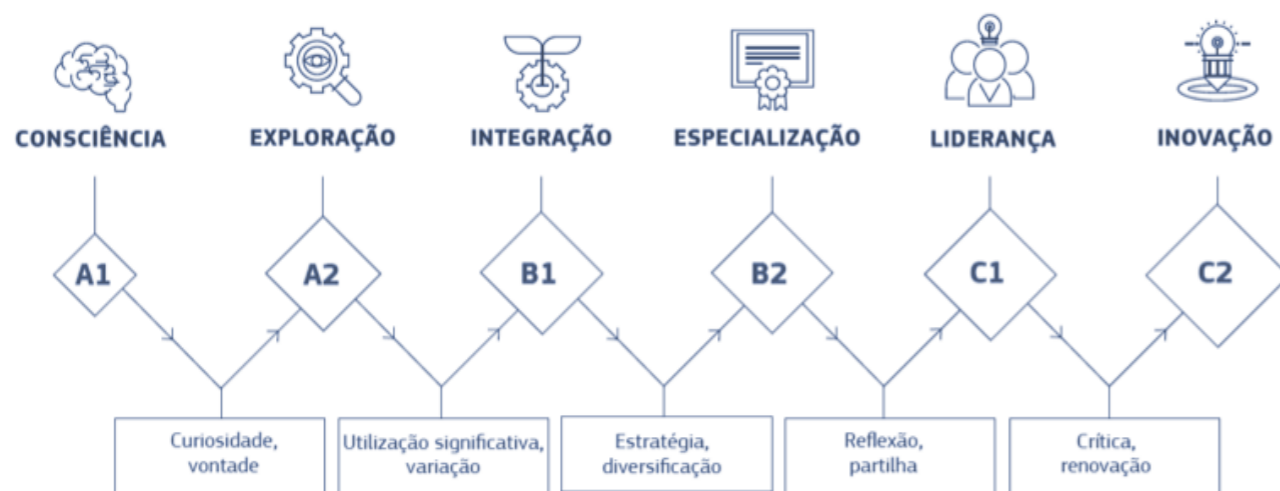 CONSCIÊNCIA
EXPLORAÇÃO
INTEGRAÇÃO
ESPECIALIZAÇÃO
LIDERANÇA
INOVAÇÃO
A1
A2
B1
B2
C1
C2
Curiosidade,
vontade
Utilização significativa,
variação
Estratégia,
diversificação
Reflexão,
partilha
Crítica,
renovação